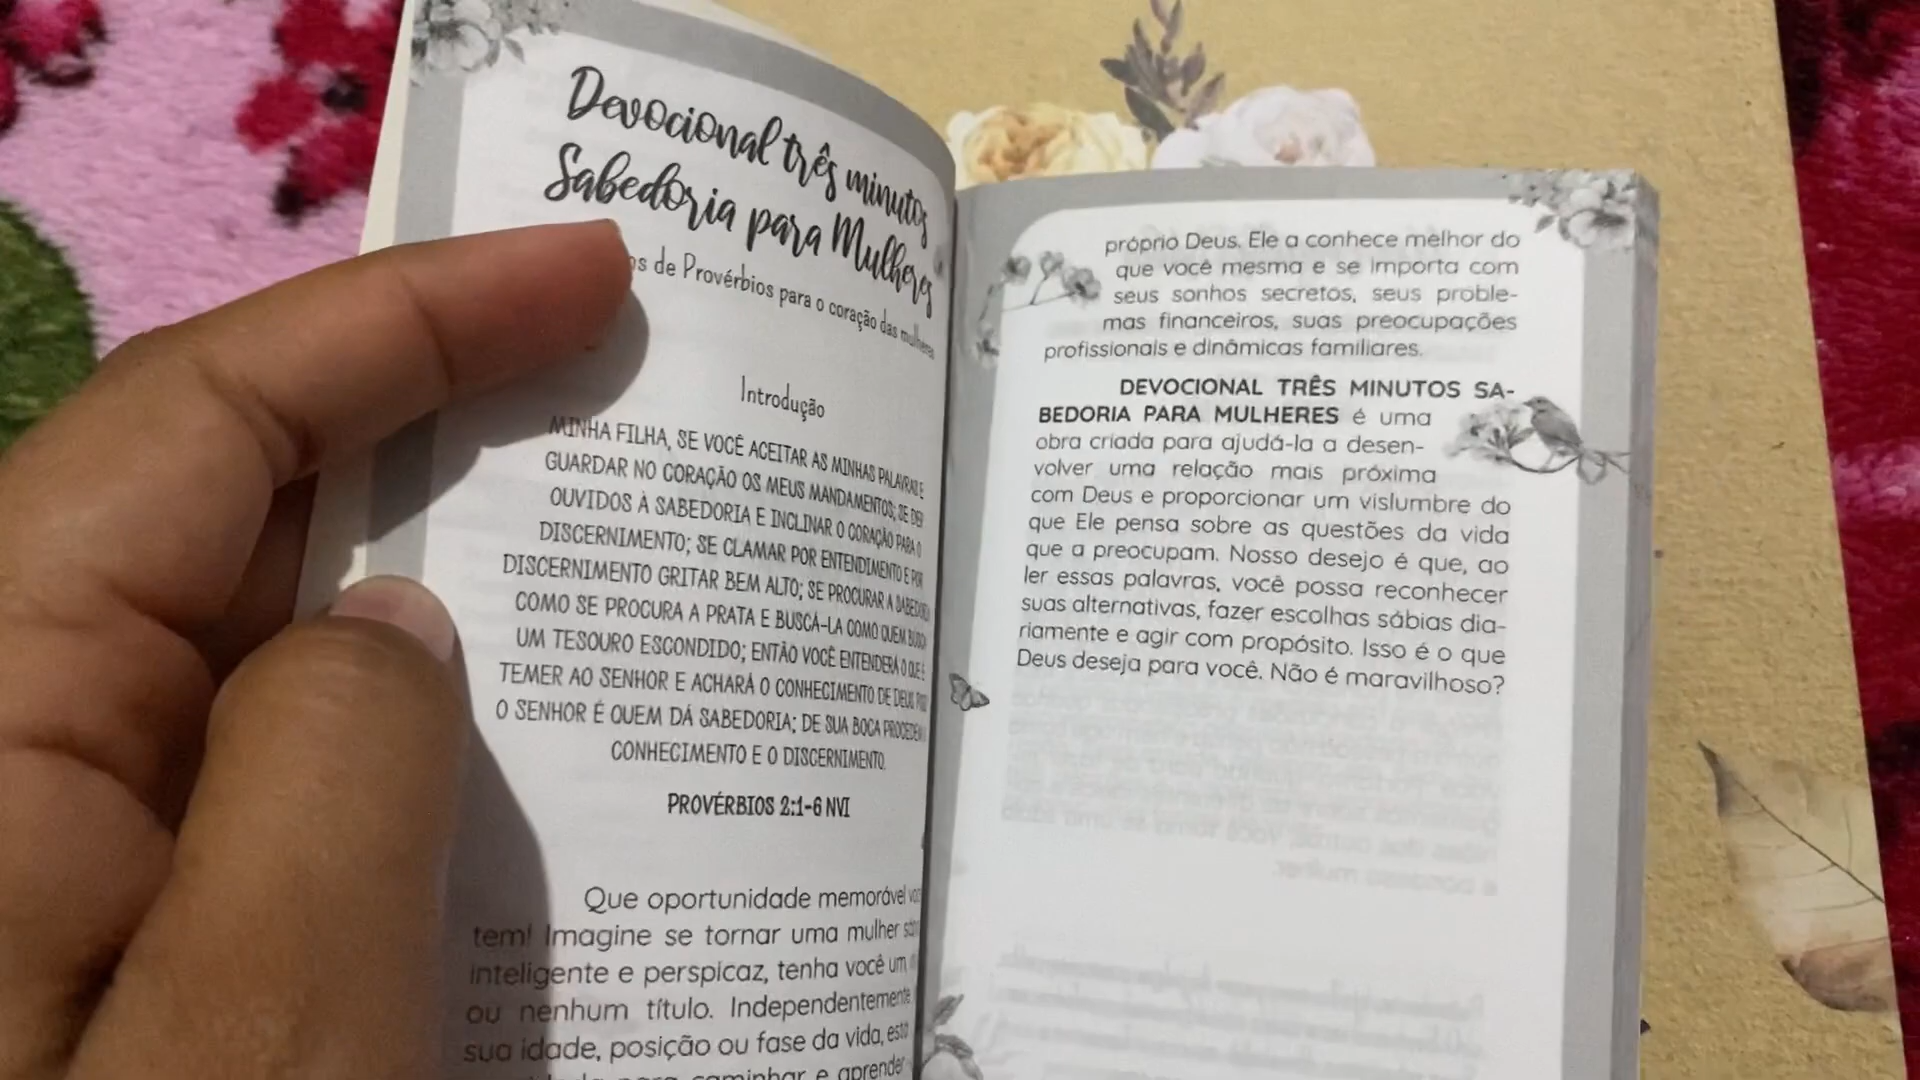 Devocional três minutos
Sabedoria para Mulheres
de Provérbios para o coração das mulheres
Introdução
MINHA FILHA, SE VOCÊ ACEITAR AS MINHAS PALAVRAS E
GUARDAR NO CORAÇÃO OS MEUS MANDAMENTOS; SE DER
OUVIDOS À SABEDORIA E INCLINAR O CORAÇÃO PARA O
DISCERNIMENTO; SE CLAMAR POR ENTENDIMENTO E POR
DISCERNIMENTO GRITAR BEM ALTO; SE PROCURAR A SABEDORIA
COMO SE PROCURA A PRATA E BUSCÁ-LA COMO QUEM BUSCA
UM TESOURO ESCONDIDO; ENTÃO VOCÊ ENTENDERÁ O QUE É
TEMER AO SENHOR E ACHARÁ O CONHECIMENTO DE DEUS. POIS
O SENHOR É QUEM DÁ SABEDORIA; DE SUA BOCA PROCEDEM
CONHECIMENTO E O DISCERNIMENTO.
PROVÉRBIOS 2:1-6 NVI
Que oportunidade memorável
tem! Imagine se tornar uma mulher
inteligente e perspicaz, tenha você um
ou nenhum título. Independentemente
sua idade, posição ou fase da vida,
para caminhar e aprender
próprio Deus. Ele a conhece melhor do
que você mesma e se importa com
seus sonhos secretos, seus proble-
mas financeiros, suas preocupações
profissionais e dinâmicas familiares.
DEVOCIONAL TRÊS MINUTOS SA-
BEDORIA PARA MULHERES é uma
obra criada para ajudá-la a desen-
volver uma relação mais próxima
com Deus e proporcionar um vislumbre do
que Ele pensa sobre as questões da vida
que a preocupam. Nosso desejo é que, ao
ler essas palavras, você possa reconhecer
suas alternativas, fazer escolhas sábias dia-
riamente e agir com propósito. Isso é o que
Deus deseja para você. Não é maravilhoso?